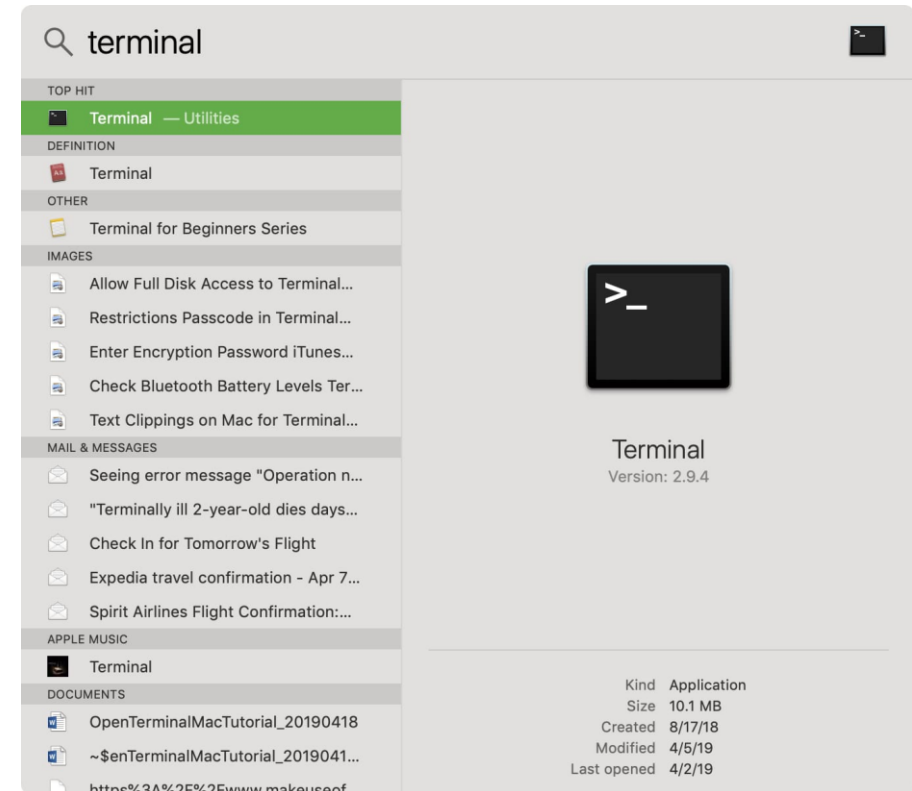 terminal
TOP HIT
Terminal — Utilities
DEFINITION
Terminal
OTHER
Terminal for Beginners Series
IMAGES
Allow Full Disk Access to Terminal...
Restrictions Passcode in Terminal...
Enter Encryption Password iTunes...
Check Bluetooth Battery Levels Ter...
Text Clippings on Mac for Terminal...
MAIL & MESSAGES
Seeing error message "Operation n...
"Terminally ill 2-year-old dies days...
Check In for Tomorrow's Flight
Expedia travel confirmation - Apr 7...
Spirit Airlines Flight Confirmation:...
APPLE MUSIC
Terminal
DOCUMENTS
OpenTerminalMacTutorial_20190418
~$enTerminalMacTutorial_2019041...
https%3A%2F%2Fwww.makeuseof
>_
Terminal
Version: 2.9.4
Kind Application
Size 10.1 MB
Created 8/17/18
Modified 4/5/19
Last opened 4/2/19